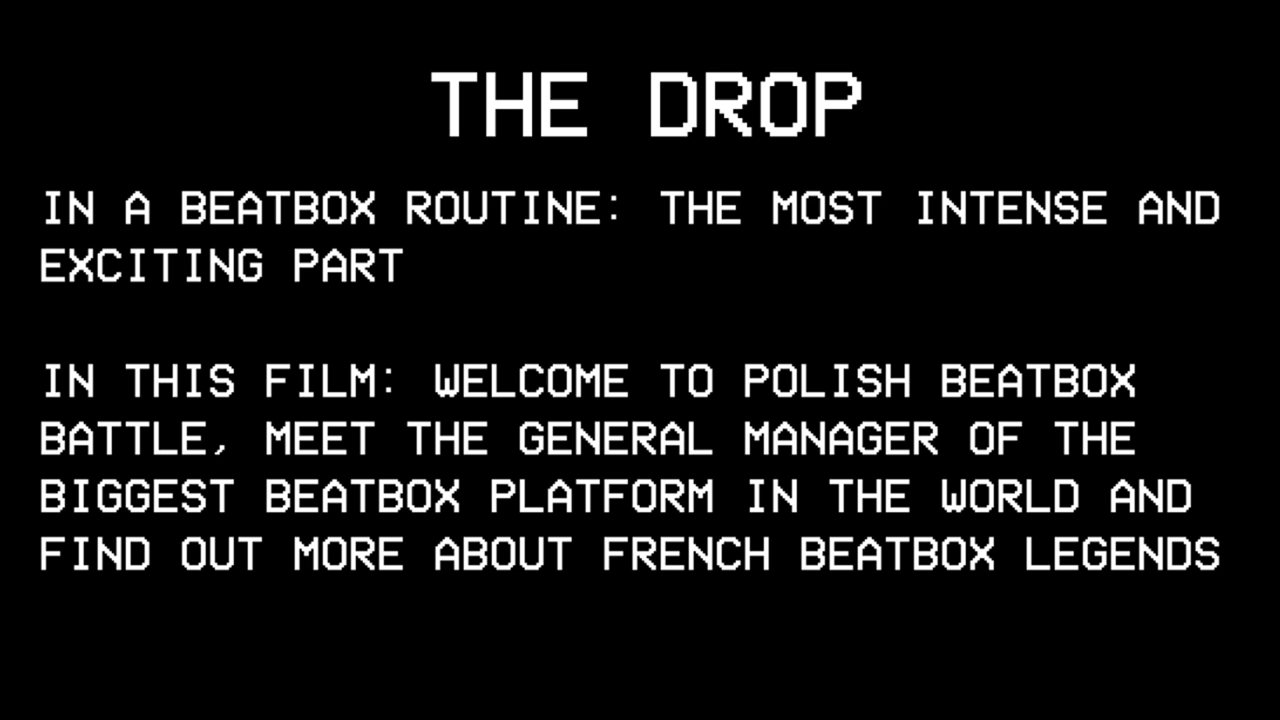 THE DROP
IN A BEATBOX ROUTINE: THE MOST INTENSE AND
EXCITING PART
IN THIS FILM: WELCOME TO POLISH BEATBOX
BATTLE, MEET THE GENERAL MANAGER OF THE
BIGGEST BEATBOX PLATFORM IN THE WORLD AND
FIND OUT MORE ABOUT FRENCH BEATBOX LEGENDS